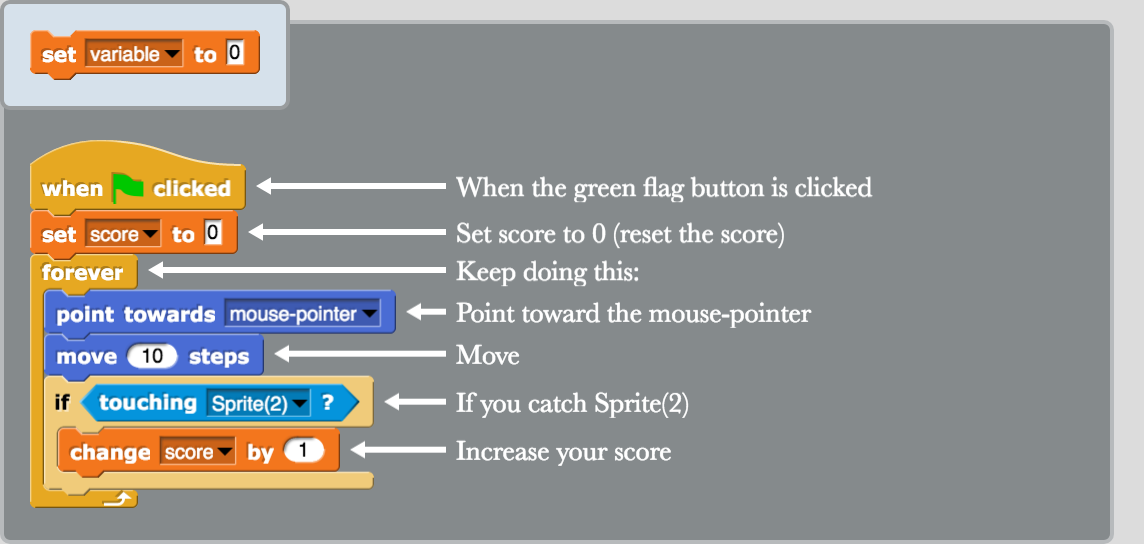 set variable to 0
when clicked
When the green flag button is clicked
set score to 0
Set score to 0 (reset the score)
forever
Keep doing this:
point towards mouse-pointer
Point toward the mouse-pointer
move 10 steps
Move
if touching Sprite(2) ?
If you catch Sprite(2)
change score by 1
Increase your score